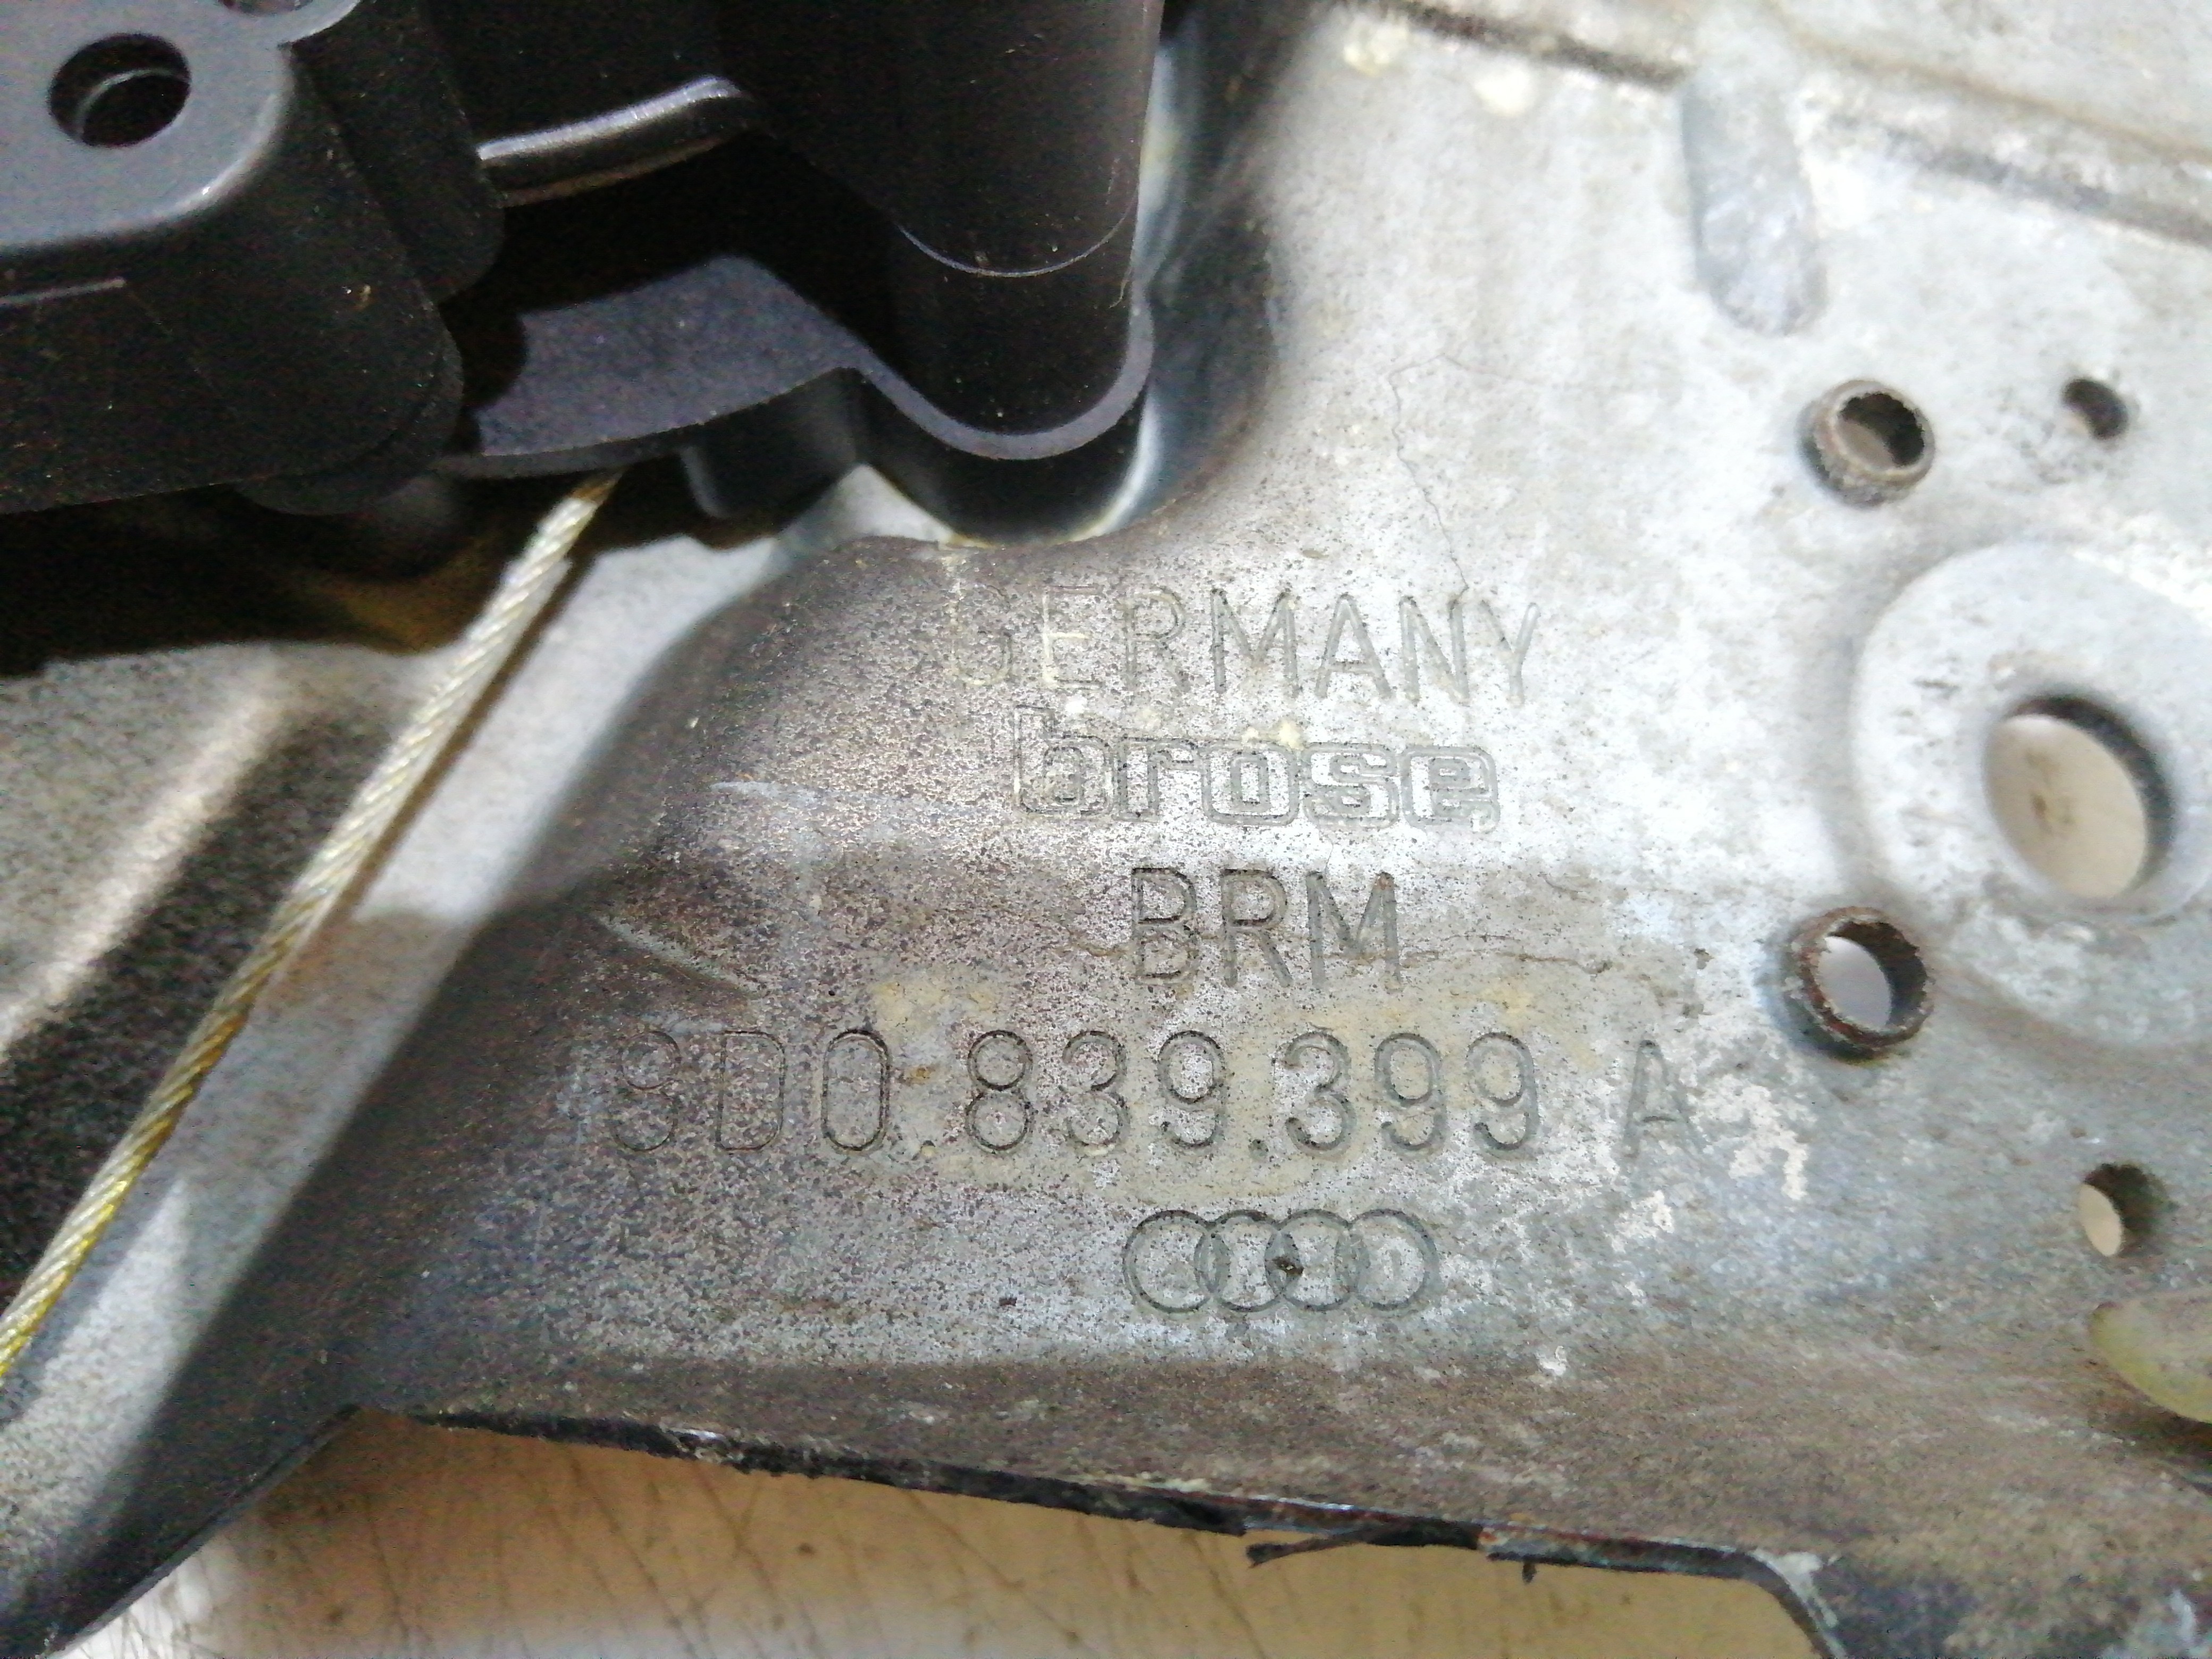 GERMANY
brose
BRM
8D0.839.399 A